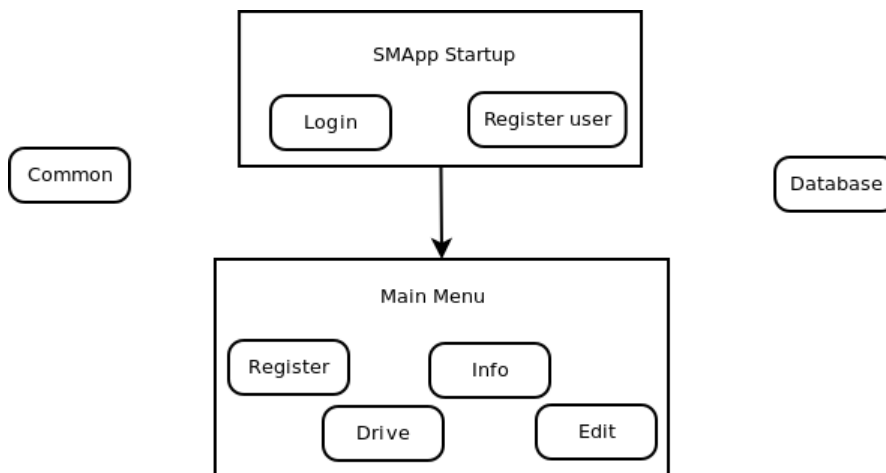 SMApp Startup
Login
Register user
Common
Database
Main Menu
Register
Info
Drive
Edit